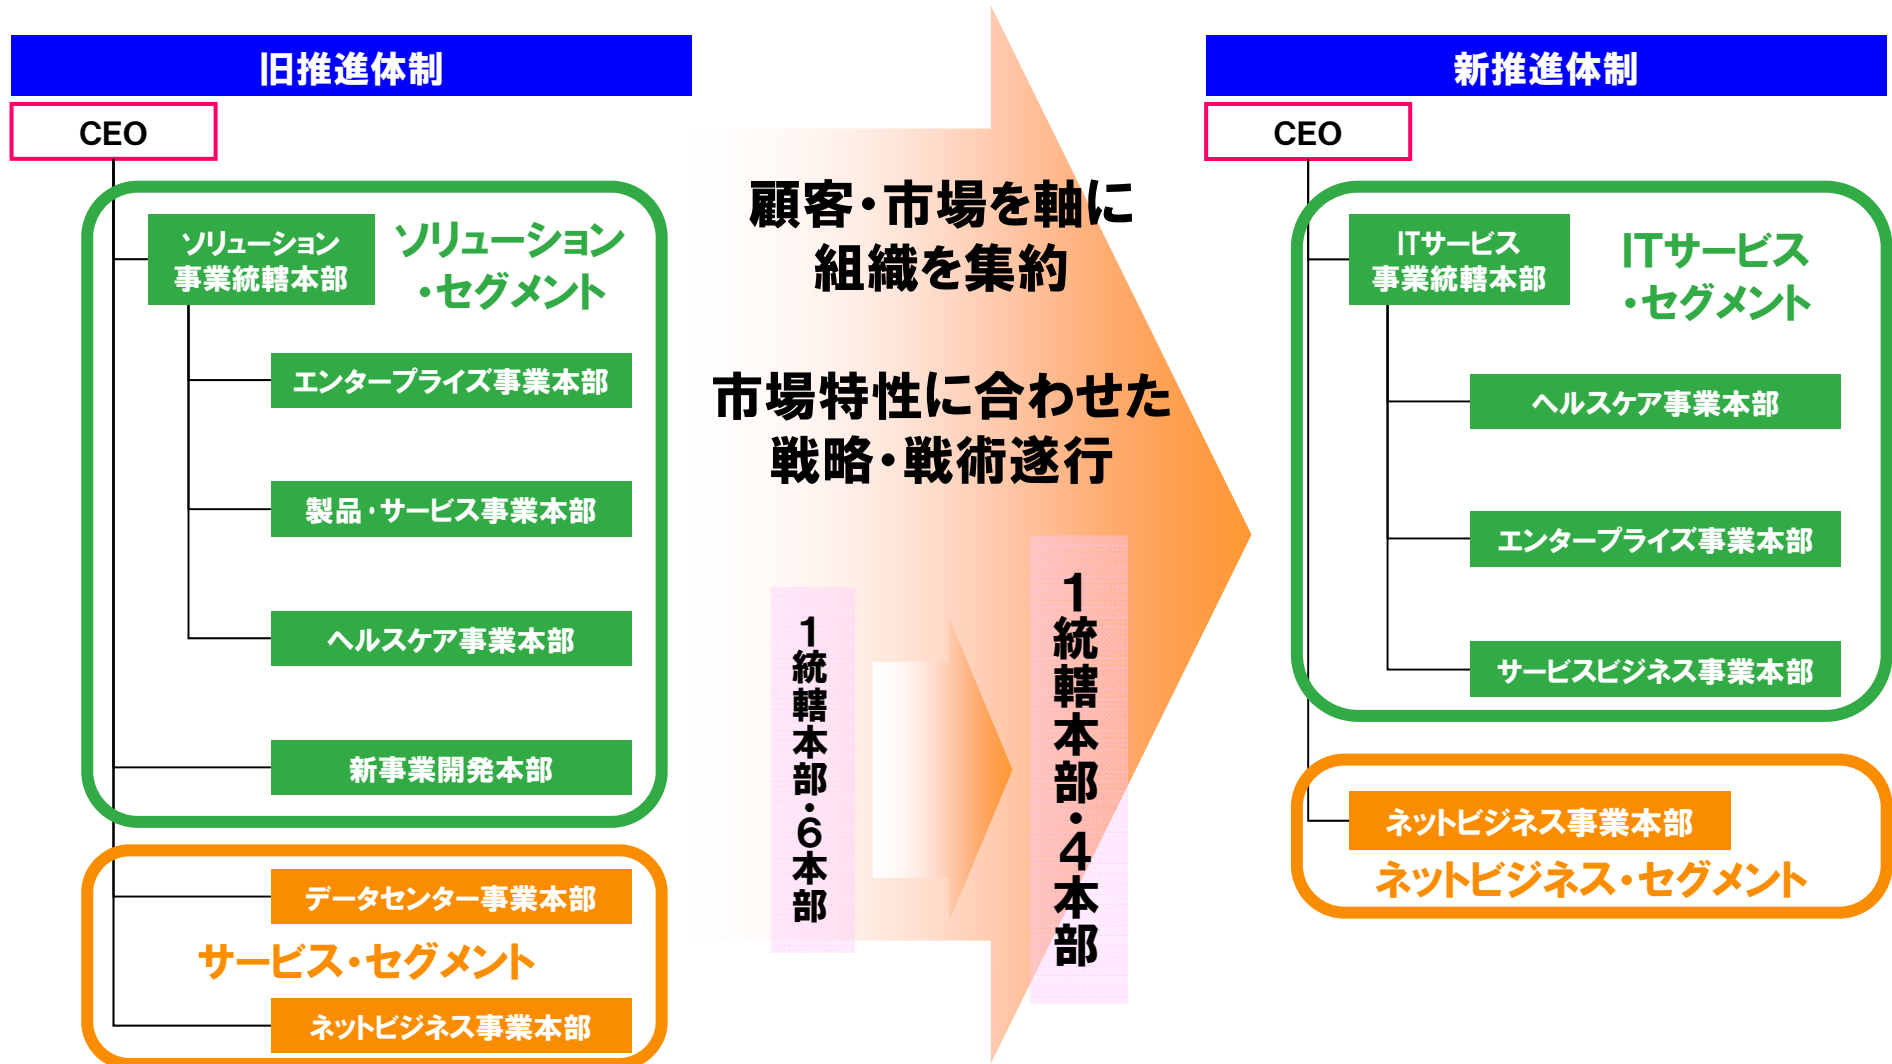 旧推進体制
CEO
ソリューション
事業統轄本部
ソリューション
・セグメント
エンタープライズ事業本部
製品・サービス事業本部
ヘルスケア事業本部
新事業開発本部
データセンター事業本部
サービス・セグメント
ネットビジネス事業本部
顧客・市場を軸に
組織を集約
市場特性に合わせた
戦略・戦術遂行
1統轄本部・6本部
1統轄本部・4本部
新推進体制
CEO
ITサービス
事業統轄本部
ITサービス
・セグメント
ヘルスケア事業本部
エンタープライズ事業本部
サービスビジネス事業本部
ネットビジネス事業本部
ネットビジネス・セグメント